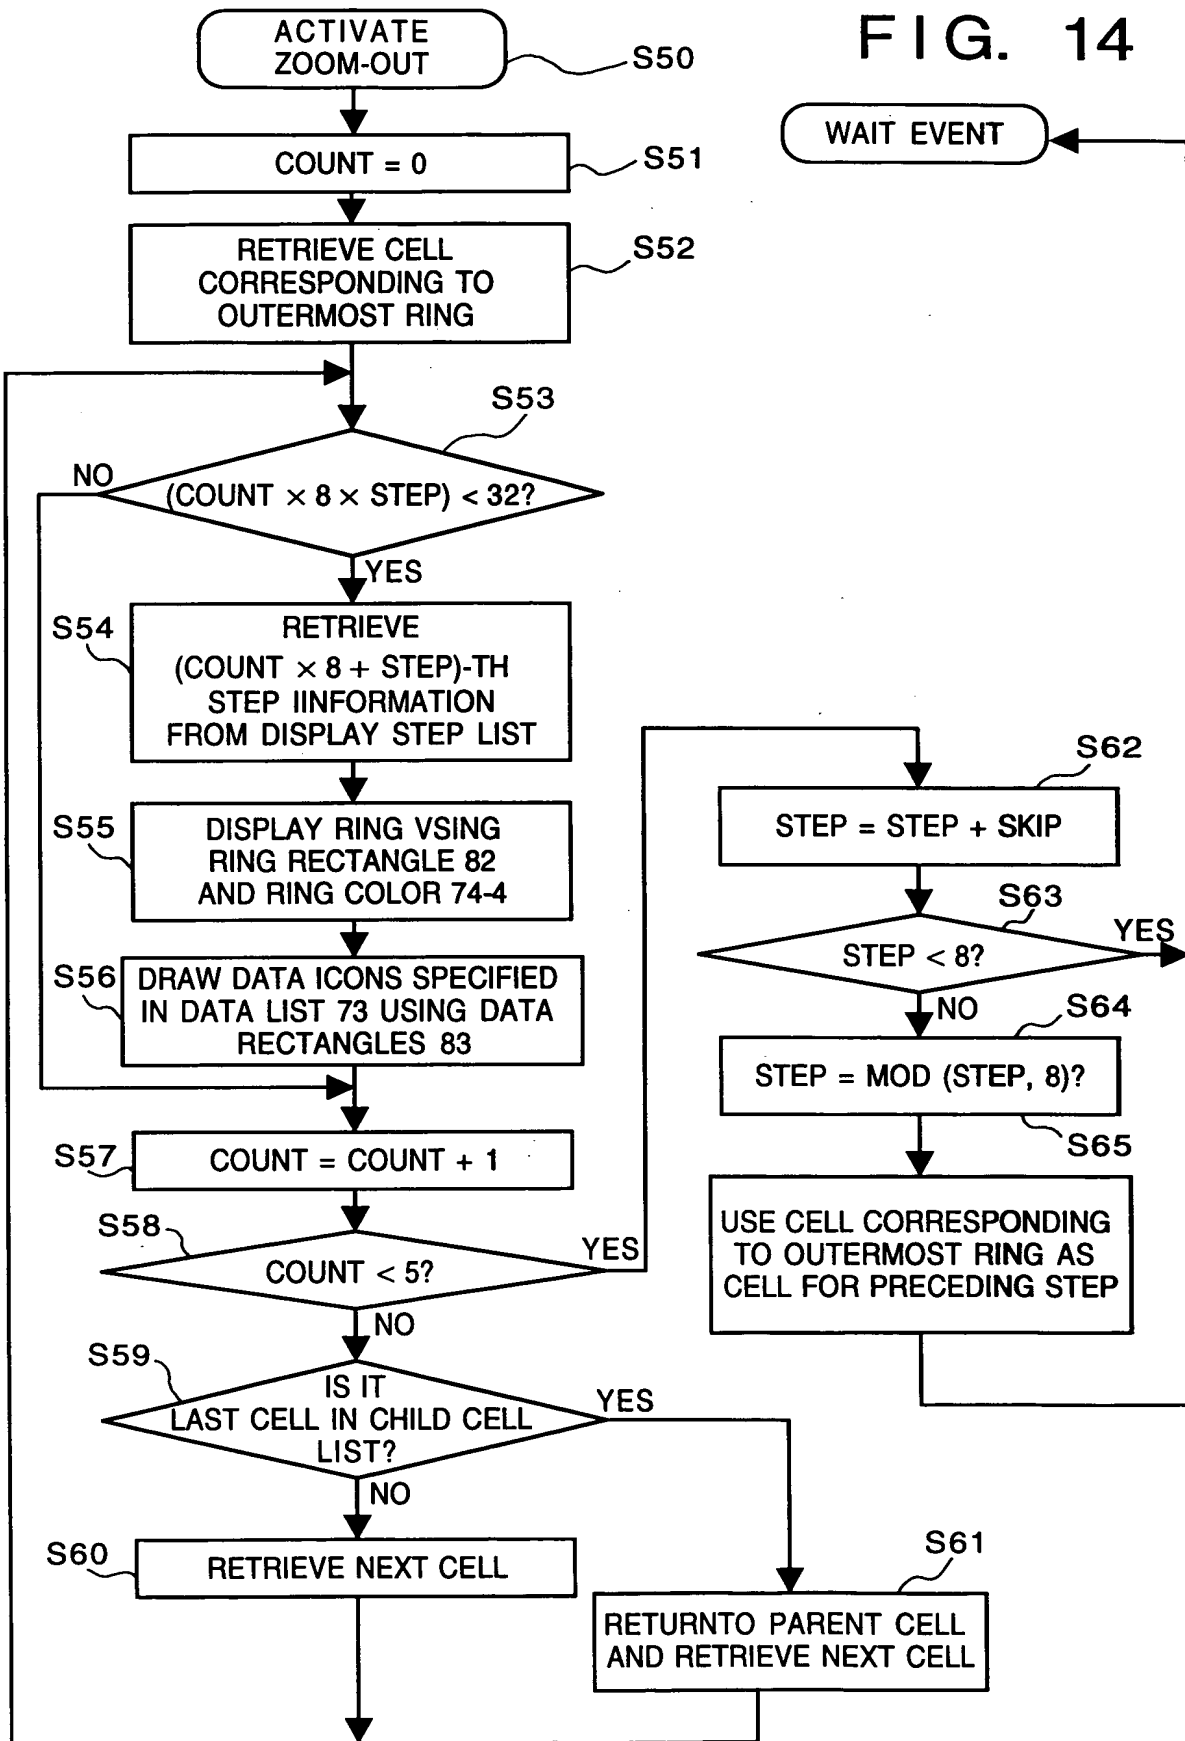 FIG. 14
ACTIVATE
ZOOM-OUT
S50
WAIT EVENT
COUNT = 0
S51
RETRIEVE CELL
CORRESPONDING TO
OUTERMOST RING
S52
S53
(COUNT × 8 × STEP) < 32?
NO
YES
S54
RETRIEVE
(COUNT × 8 + STEP)-TH
STEP IINFORMATION
FROM DISPLAY STEP LIST
S55
DISPLAY RING VSING
RING RECTANGLE 82
AND RING COLOR 74-4
S56
DRAW DATA ICONS SPECIFIED
IN DATA LIST 73 USING DATA
RECTANGLES 83
S57
COUNT = COUNT + 1
S58
COUNT < 5?
YES
NO
S59
IS IT
LAST CELL IN CHILD CELL
LIST?
YES
NO
S60
RETRIEVE NEXT CELL
S61
RETURNTO PARENT CELL
AND RETRIEVE NEXT CELL
S62
STEP = STEP + SKIP
S63
STEP < 8?
YES
NO
S64
STEP = MOD (STEP, 8)?
S65
USE CELL CORRESPONDING
TO OUTERMOST RING AS
CELL FOR PRECEDING STEP